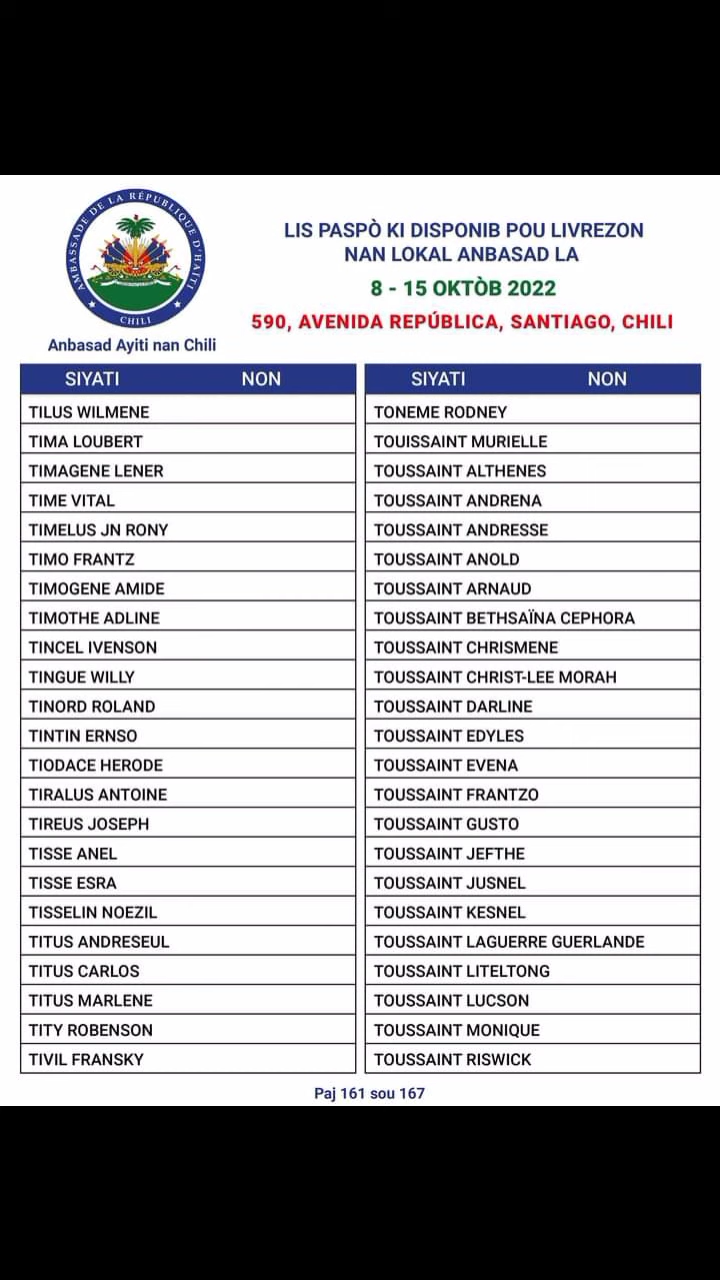 AMBASSADE DE LA RÉPUBLIQUE D'HAITI
CHILI
Anbasad Ayiti nan Chili
LIS PASPÒ KI DISPONIB POU LIVREZON
NAN LOKAL ANBASAD LA
8 - 15 OKTÒB 2022
590, AVENIDA REPÚBLICA, SANTIAGO, CHILI
SIYATI NON
TILUS WILMENE
TIMA LOUBERT
TIMAGENE LENER
TIME VITAL
TIMELUS JN RONY
TIMO FRANTZ
TIMOGENE AMIDE
TIMOTHE ADLINE
TINCEL IVENSON
TINGUE WILLY
TINORD ROLAND
TINTIN ERNSO
TIODACE HERODE
TIRALUS ANTOINE
TIREUS JOSEPH
TISSE ANEL
TISSE ESRA
TISSELIN NOEZIL
TITUS ANDRESEUL
TITUS CARLOS
TITUS MARLENE
TITY ROBENSON
TIVIL FRANSKY
SIYATI NON
TONEME RODNEY
TOUISSAINT MURIELLE
TOUSSAINT ALTHENES
TOUSSAINT ANDRENA
TOUSSAINT ANDRESSE
TOUSSAINT ANOLD
TOUSSAINT ARNAUD
TOUSSAINT BETHSAÏNA CEPHORA
TOUSSAINT CHRISMENE
TOUSSAINT CHRIST-LEE MORAH
TOUSSAINT DARLINE
TOUSSAINT EDYLES
TOUSSAINT EVENA
TOUSSAINT FRANTZO
TOUSSAINT GUSTO
TOUSSAINT JEFTHE
TOUSSAINT JUSNEL
TOUSSAINT KESNEL
TOUSSAINT LAGUERRE GUERLANDE
TOUSSAINT LITELTONG
TOUSSAINT LUCSON
TOUSSAINT MONIQUE
TOUSSAINT RISWICK
Paj 161 sou 167